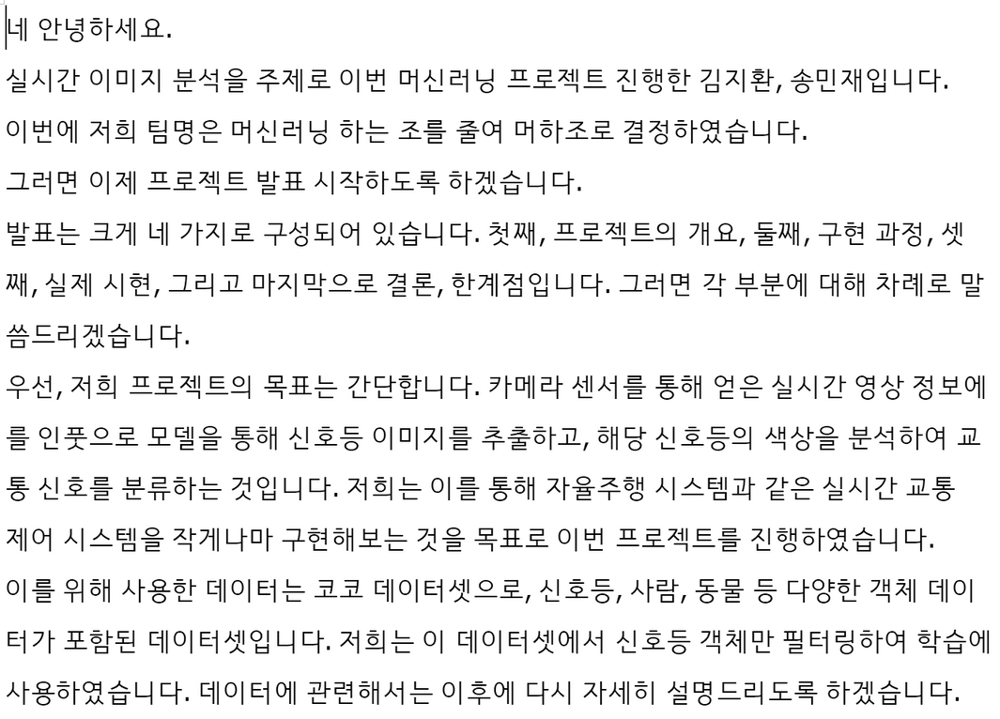 네 안녕하세요.
실시간 이미지 분석을 주제로 이번 머신러닝 프로젝트 진행한 김지환, 송민재입니다.
이번에 저희 팀명은 머신러닝 하는 조를 줄여 머하조로 결정하였습니다.
그러면 이제 프로젝트 발표 시작하도록 하겠습니다.
발표는 크게 네 가지로 구성되어 있습니다. 첫째, 프로젝트의 개요, 둘째, 구현 과정, 셋
째, 실제 시현, 그리고 마지막으로 결론, 한계점입니다. 그러면 각 부분에 대해 차례로 말
씀드리겠습니다.
우선, 저희 프로젝트의 목표는 간단합니다. 카메라 센서를 통해 얻은 실시간 영상 정보에
를 인풋으로 모델을 통해 신호등 이미지를 추출하고, 해당 신호등의 색상을 분석하여 교
통 신호를 분류하는 것입니다. 저희는 이를 통해 자율주행 시스템과 같은 실시간 교통
제어 시스템을 작게나마 구현해보는 것을 목표로 이번 프로젝트를 진행하였습니다.
이를 위해 사용한 데이터는 코코 데이터셋으로, 신호등, 사람, 동물 등 다양한 객체 데이
터가 포함된 데이터셋입니다. 저희는 이 데이터셋에서 신호등 객체만 필터링하여 학습에
사용하였습니다. 데이터에 관련해서는 이후에 다시 자세히 설명드리도록 하겠습니다.